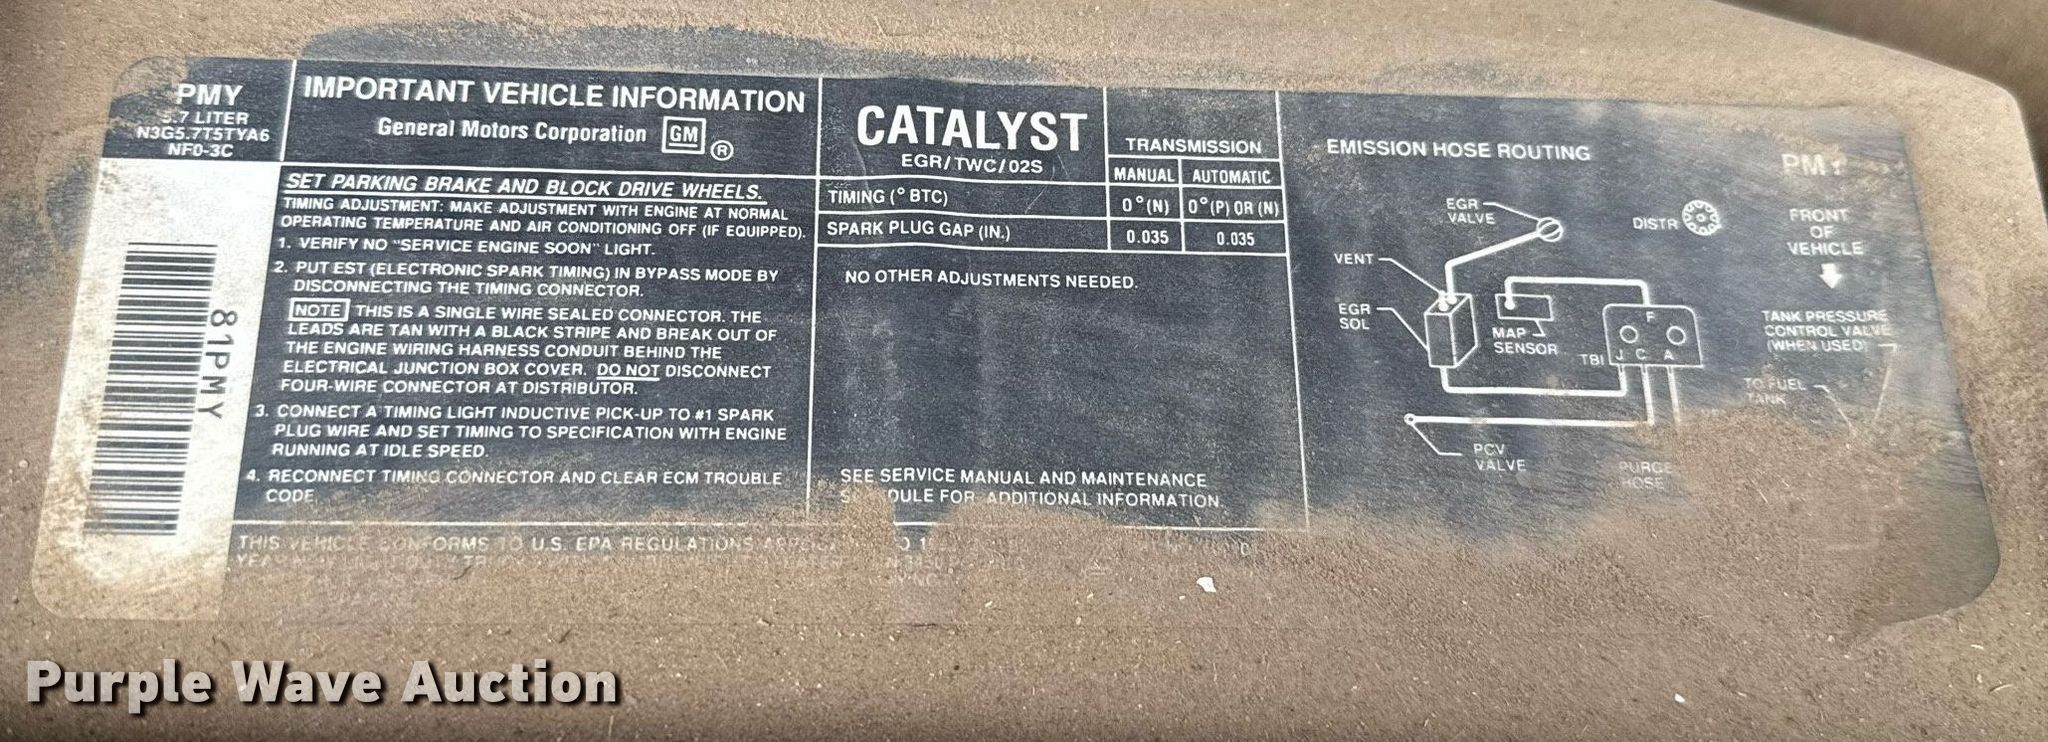 PMY
5.7 LITER
N3G5.7T5TYA6
NF0-3C
81PMY
IMPORTANT VEHICLE INFORMATION
General Motors Corporation GM ®
SET PARKING BRAKE AND BLOCK DRIVE WHEELS.
TIMING ADJUSTMENT: MAKE ADJUSTMENT WITH ENGINE AT NORMAL
OPERATING TEMPERATURE AND AIR CONDITIONING OFF (IF EQUIPPED).
1. VERIFY NO "SERVICE ENGINE SOON" LIGHT.
2. PUT EST (ELECTRONIC SPARK TIMING) IN BYPASS MODE BY
DISCONNECTING THE TIMING CONNECTOR.
NOTE THIS IS A SINGLE WIRE SEALED CONNECTOR. THE
LEADS ARE TAN WITH A BLACK STRIPE AND BREAK OUT OF
THE ENGINE WIRING HARNESS CONDUIT BEHIND THE
ELECTRICAL JUNCTION BOX COVER. DO NOT DISCONNECT
FOUR-WIRE CONNECTOR AT DISTRIBUTOR.
3. CONNECT A TIMING LIGHT INDUCTIVE PICK-UP TO #1 SPARK
PLUG WIRE AND SET TIMING TO SPECIFICATION WITH ENGINE
RUNNING AT IDLE SPEED.
4. RECONNECT TIMING CONNECTOR AND CLEAR ECM TROUBLE
CODE.
CATALYST
EGR/TWC/02S
TRANSMISSION
MANUAL AUTOMATIC
TIMING (° BTC) 0°(N) 0°(P) OR (N)
SPARK PLUG GAP (IN.) 0.035 0.035
NO OTHER ADJUSTMENTS NEEDED.
SEE SERVICE MANUAL AND MAINTENANCE
FOR ADDITIONAL INFORMATION.
EMISSION HOSE ROUTING
PMY
EGR
VALVE
DISTR
FRONT
OF
VEHICLE
VENT
EGR
SOL
MAP
SENSOR
F
TBI J C A
TANK PRESSURE
CONTROL VALVE
(WHEN USED)
TO FUEL
TANK
PCV
VALVE
PURGE
HOSE
THIS VEHICLE CONFORMS TO U.S. EPA REGULATIONS
Purple Wave Auction